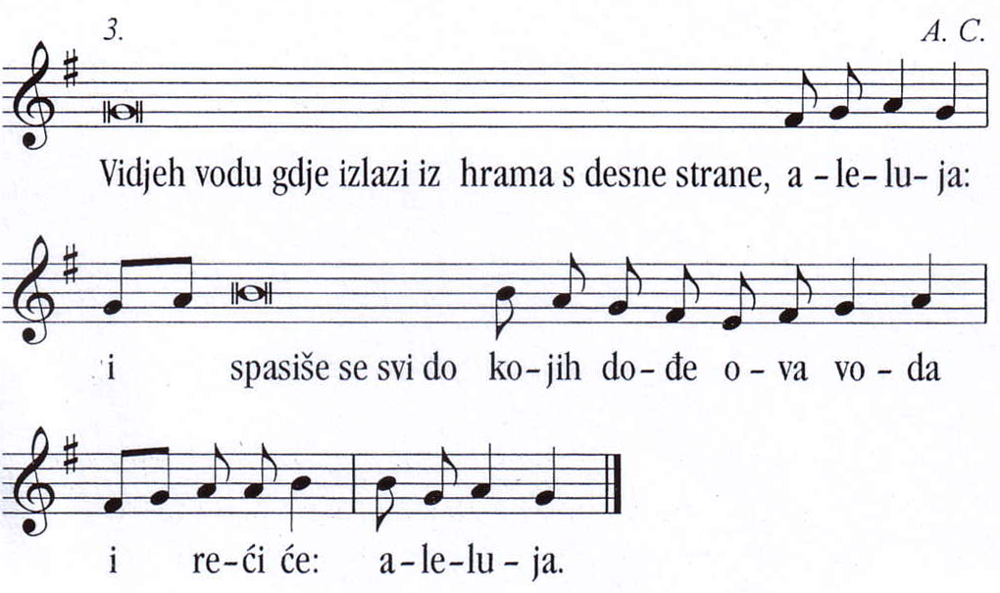 3. A. C.
Vidjeh vodu gdje izlazi iz hrama s desne strane, a - le - lu - ja:
i spasiše se svi do ko - jih do - đe o - va vo - da
i re - ći će: a - le - lu - ja.